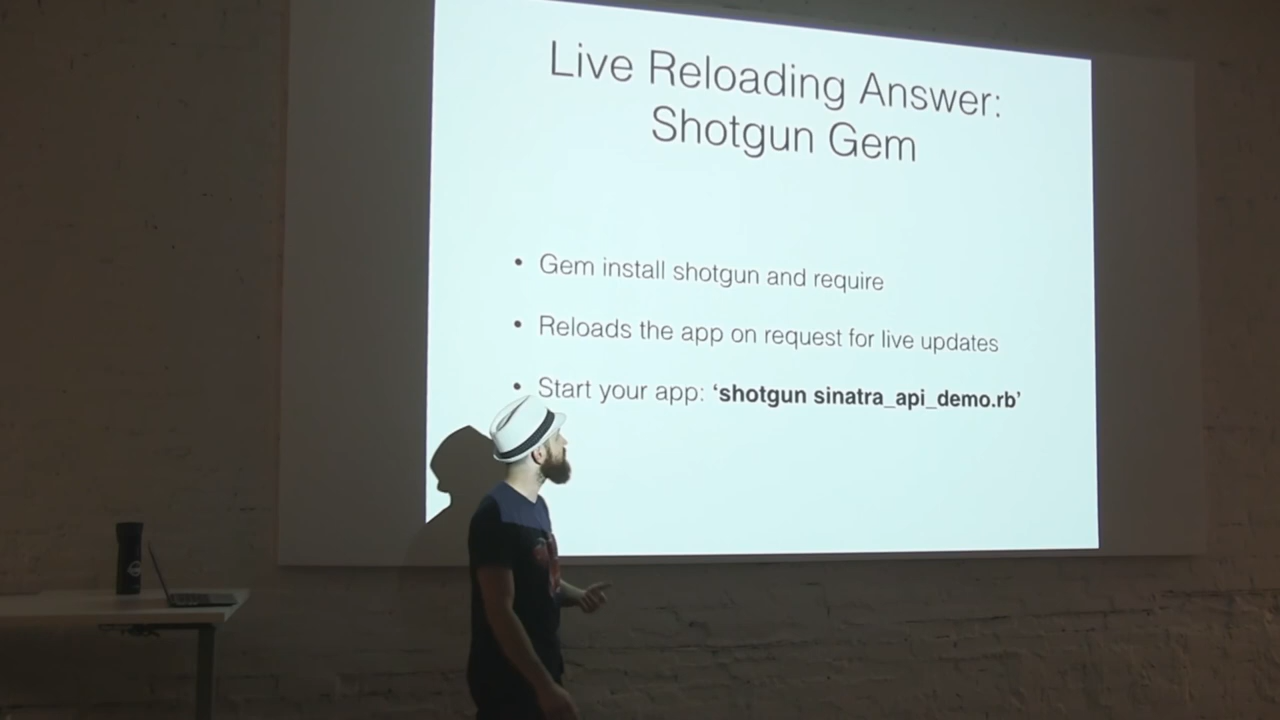 Live Reloading Answer:
Shotgun Gem
• Gem install shotgun and require
• Reloads the app on request for live updates
• Start your app: ‘shotgun sinatra_api_demo.rb’